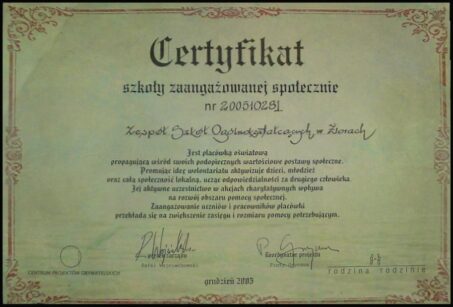 Certyfikat
szkoły zaangażowanej społecznie
nr 200510281
Zespół Szkół Ogólnokształcących w Żorach
Jest placówką oświatową
propagującą wśród swoich podopiecznych wartościowe postawy społeczne.
Promując ideę wolontariatu aktywizuje dzieci, młodzież
oraz całą społeczność lokalną, ucząc odpowiedzialności za drugiego człowieka.
Jej aktywne uczestnictwo w akcjach charytatywnych wpływa
na rozwój obszaru pomocy społecznej.
Zaangażowanie uczniów i pracowników placówki
przekłada się na zwiększenie zasięgu i rozmiaru pomocy potrzebującym.
Koordynator projektu
CENTRUM PROJEKTÓW OBYWATELSKICH
rodzina rodzinie
grudzień 2005